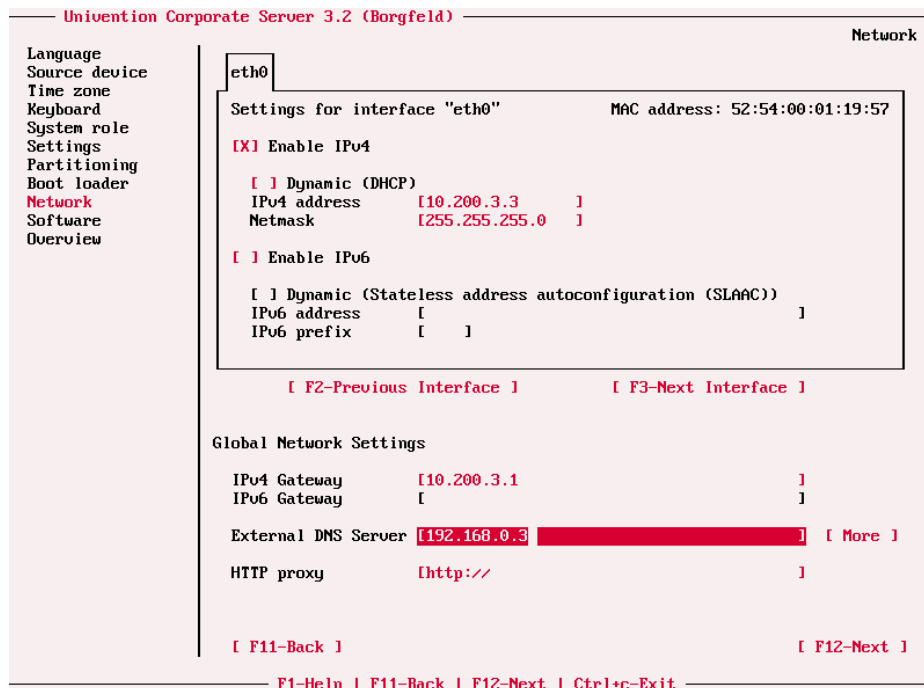 Univention Corporate Server 3.2 (Borgfeld)
Network
Language
Source device
Time zone
Keyboard
System role
Settings
Partitioning
Boot loader
Network
Software
Overview
eth0
Settings for interface "eth0" MAC address: 52:54:00:01:19:57
[X] Enable IPv4
[ ] Dynamic (DHCP)
IPv4 address [10.200.3.3 ]
Netmask [255.255.255.0 ]
[ ] Enable IPv6
[ ] Dynamic (Stateless address autoconfiguration (SLAAC))
IPv6 address [ ]
IPv6 prefix [ ]
[ F2-Previous Interface ] [ F3-Next Interface ]
Global Network Settings
IPv4 Gateway [10.200.3.1 ]
IPv6 Gateway [ ]
External DNS Server [192.168.0.3 ] [ More ]
HTTP proxy [http:// ]
[ F11-Back ] [ F12-Next ]
F1-Help | F11-Back | F12-Next | Ctrl+c-Exit